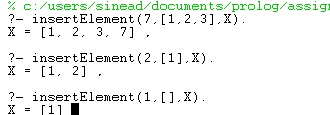 % c:/users/sinead/documents/prolog/assig
?- insertElement(7,[1,2,3],X).
X = [1, 2, 3, 7] ,
?- insertElement(2,[1],X).
X = [1, 2] ,
?- insertElement(1,[],X).
X = [1]